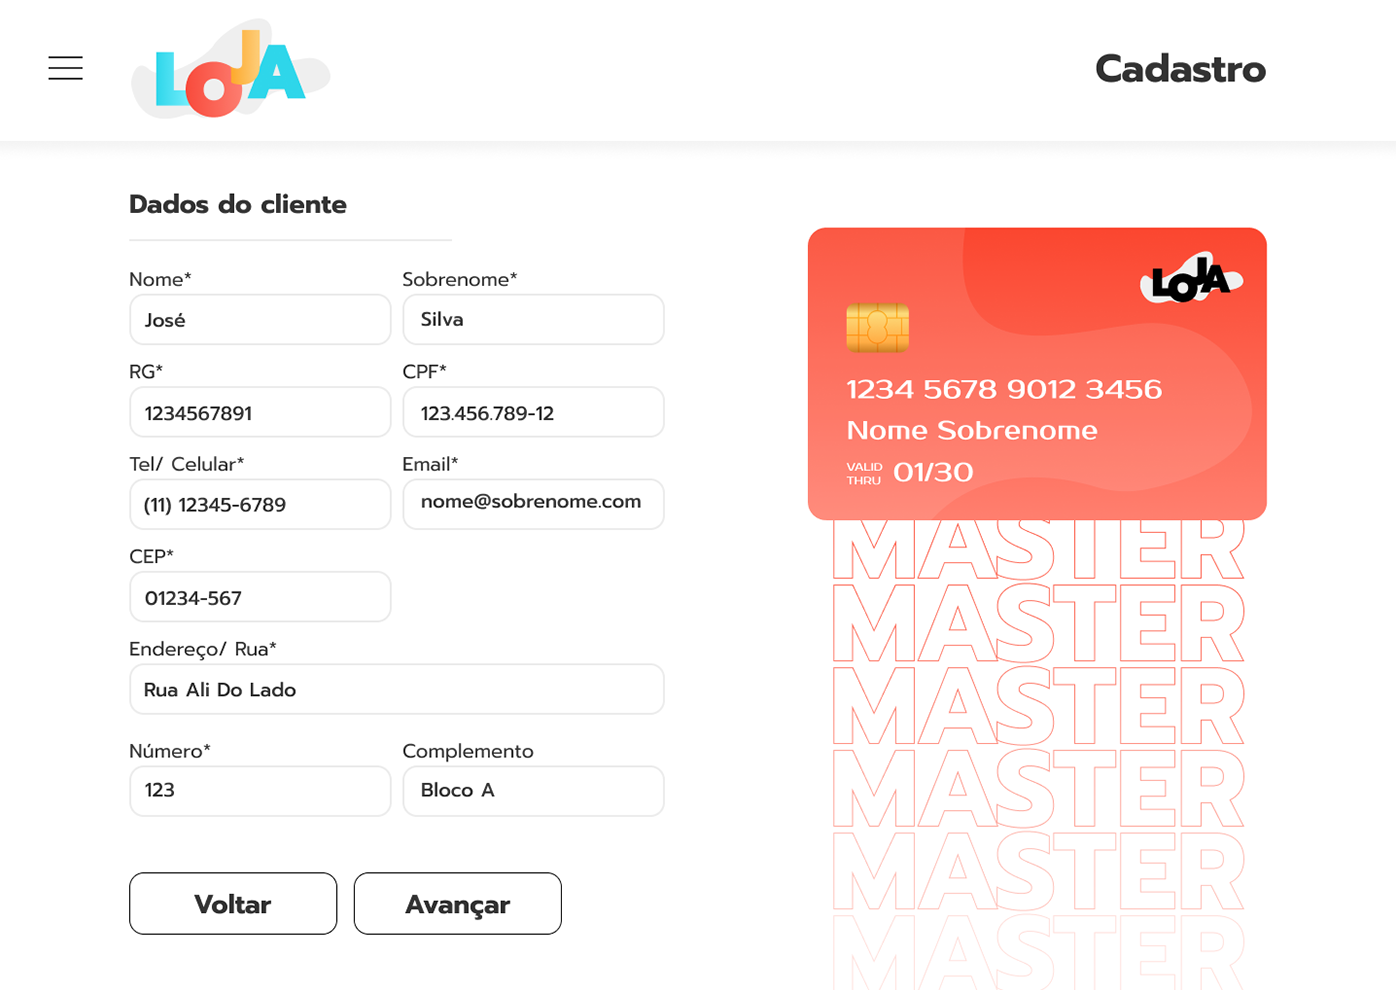 LOJA
Cadastro
Dados do cliente
Nome* Sobrenome*
José Silva
RG* CPF*
1234567891 123.456.789-12
Tel/ Celular* Email*
(11) 12345-6789 nome@sobrenome.com
CEP*
01234-567
Endereço/ Rua*
Rua Ali Do Lado
Número* Complemento
123 Bloco A
Voltar Avançar
LOJA
1234 5678 9012 3456
Nome Sobrenome
VALID
THRU 01/30
MASTER
MASTER
MASTER
MASTER
MASTER
MASTER